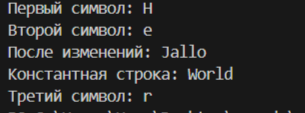 Первый символ: H
Второй символ: e
После изменений: Jallo
Константная строка: World
Третий символ: r